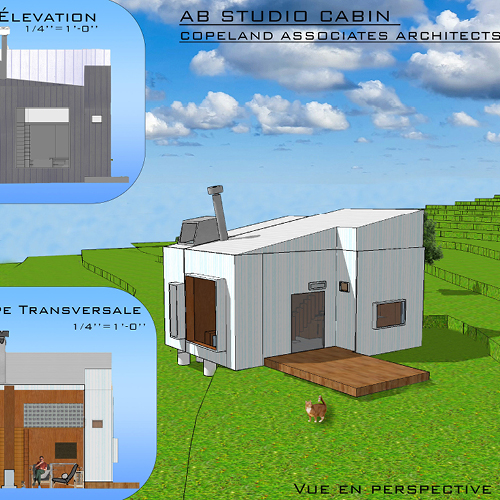 AB Studio Cabin
Copeland Associates Architects
Élevation
1/4''=1'-0''
Transversale
1/4''=1'-0''
Vue en perspective